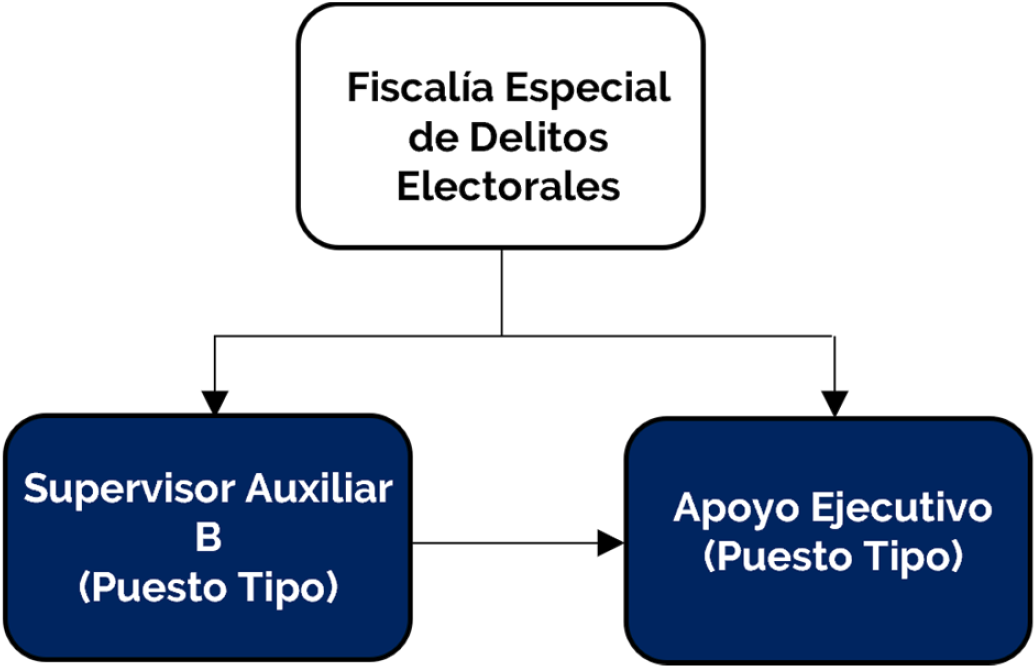 Fiscalía Especial
de Delitos
Electorales
Supervisor Auxiliar
B
(Puesto Tipo)
Apoyo Ejecutivo
(Puesto Tipo)